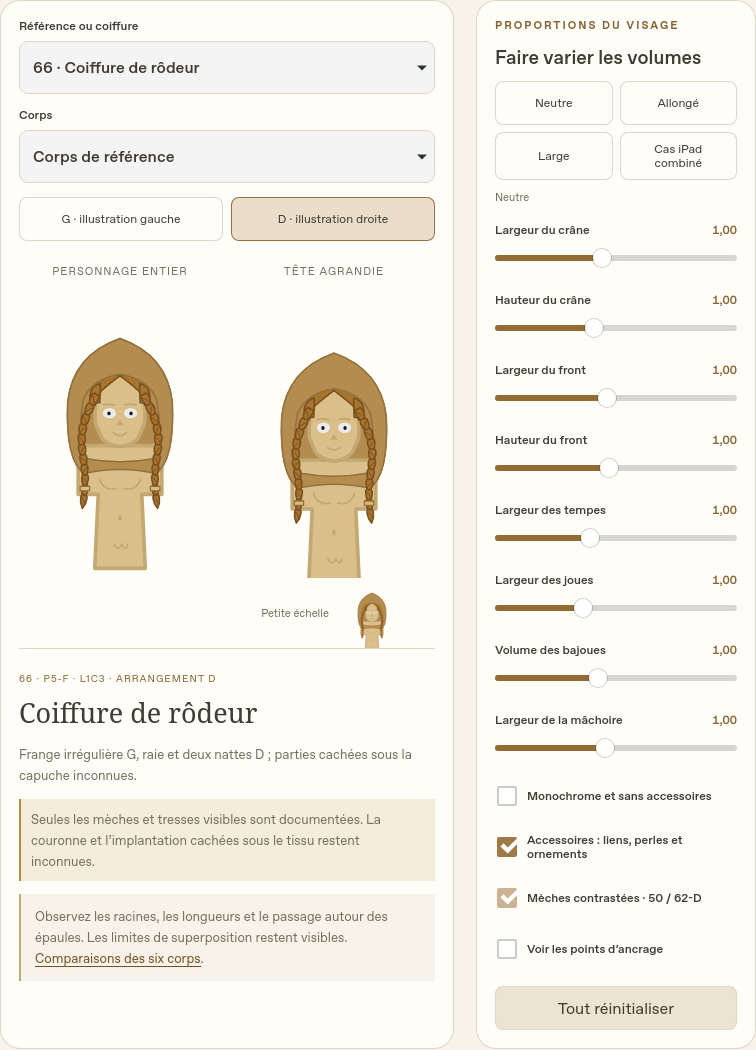 Référence ou coiffure
66 · Coiffure de rôdeur
Corps
Corps de référence
G · illustration gauche
D · illustration droite
PERSONNAGE ENTIER
TÊTE AGRANDIE
Petite échelle
66 · P5-F · L1C3 · ARRANGEMENT D
Coiffure de rôdeur
Frange irrégulière G, raie et deux nattes D ; parties cachées sous la
capuche inconnues.
Seules les mèches et tresses visibles sont documentées. La
couronne et l’implantation cachées sous le tissu restent
inconnues.
Observez les racines, les longueurs et le passage autour des
épaules. Les limites de superposition restent visibles.
Comparaisons des six corps.
PROPORTIONS DU VISAGE
Faire varier les volumes
Neutre
Allongé
Large
Cas iPad
combiné
Neutre
Largeur du crâne 1,00
Hauteur du crâne 1,00
Largeur du front 1,00
Hauteur du front 1,00
Largeur des tempes 1,00
Largeur des joues 1,00
Volume des bajoues 1,00
Largeur de la mâchoire 1,00
Monochrome et sans accessoires
Accessoires : liens, perles et
ornements
Mèches contrastées · 50 / 62-D
Voir les points d’ancrage
Tout réinitialiser